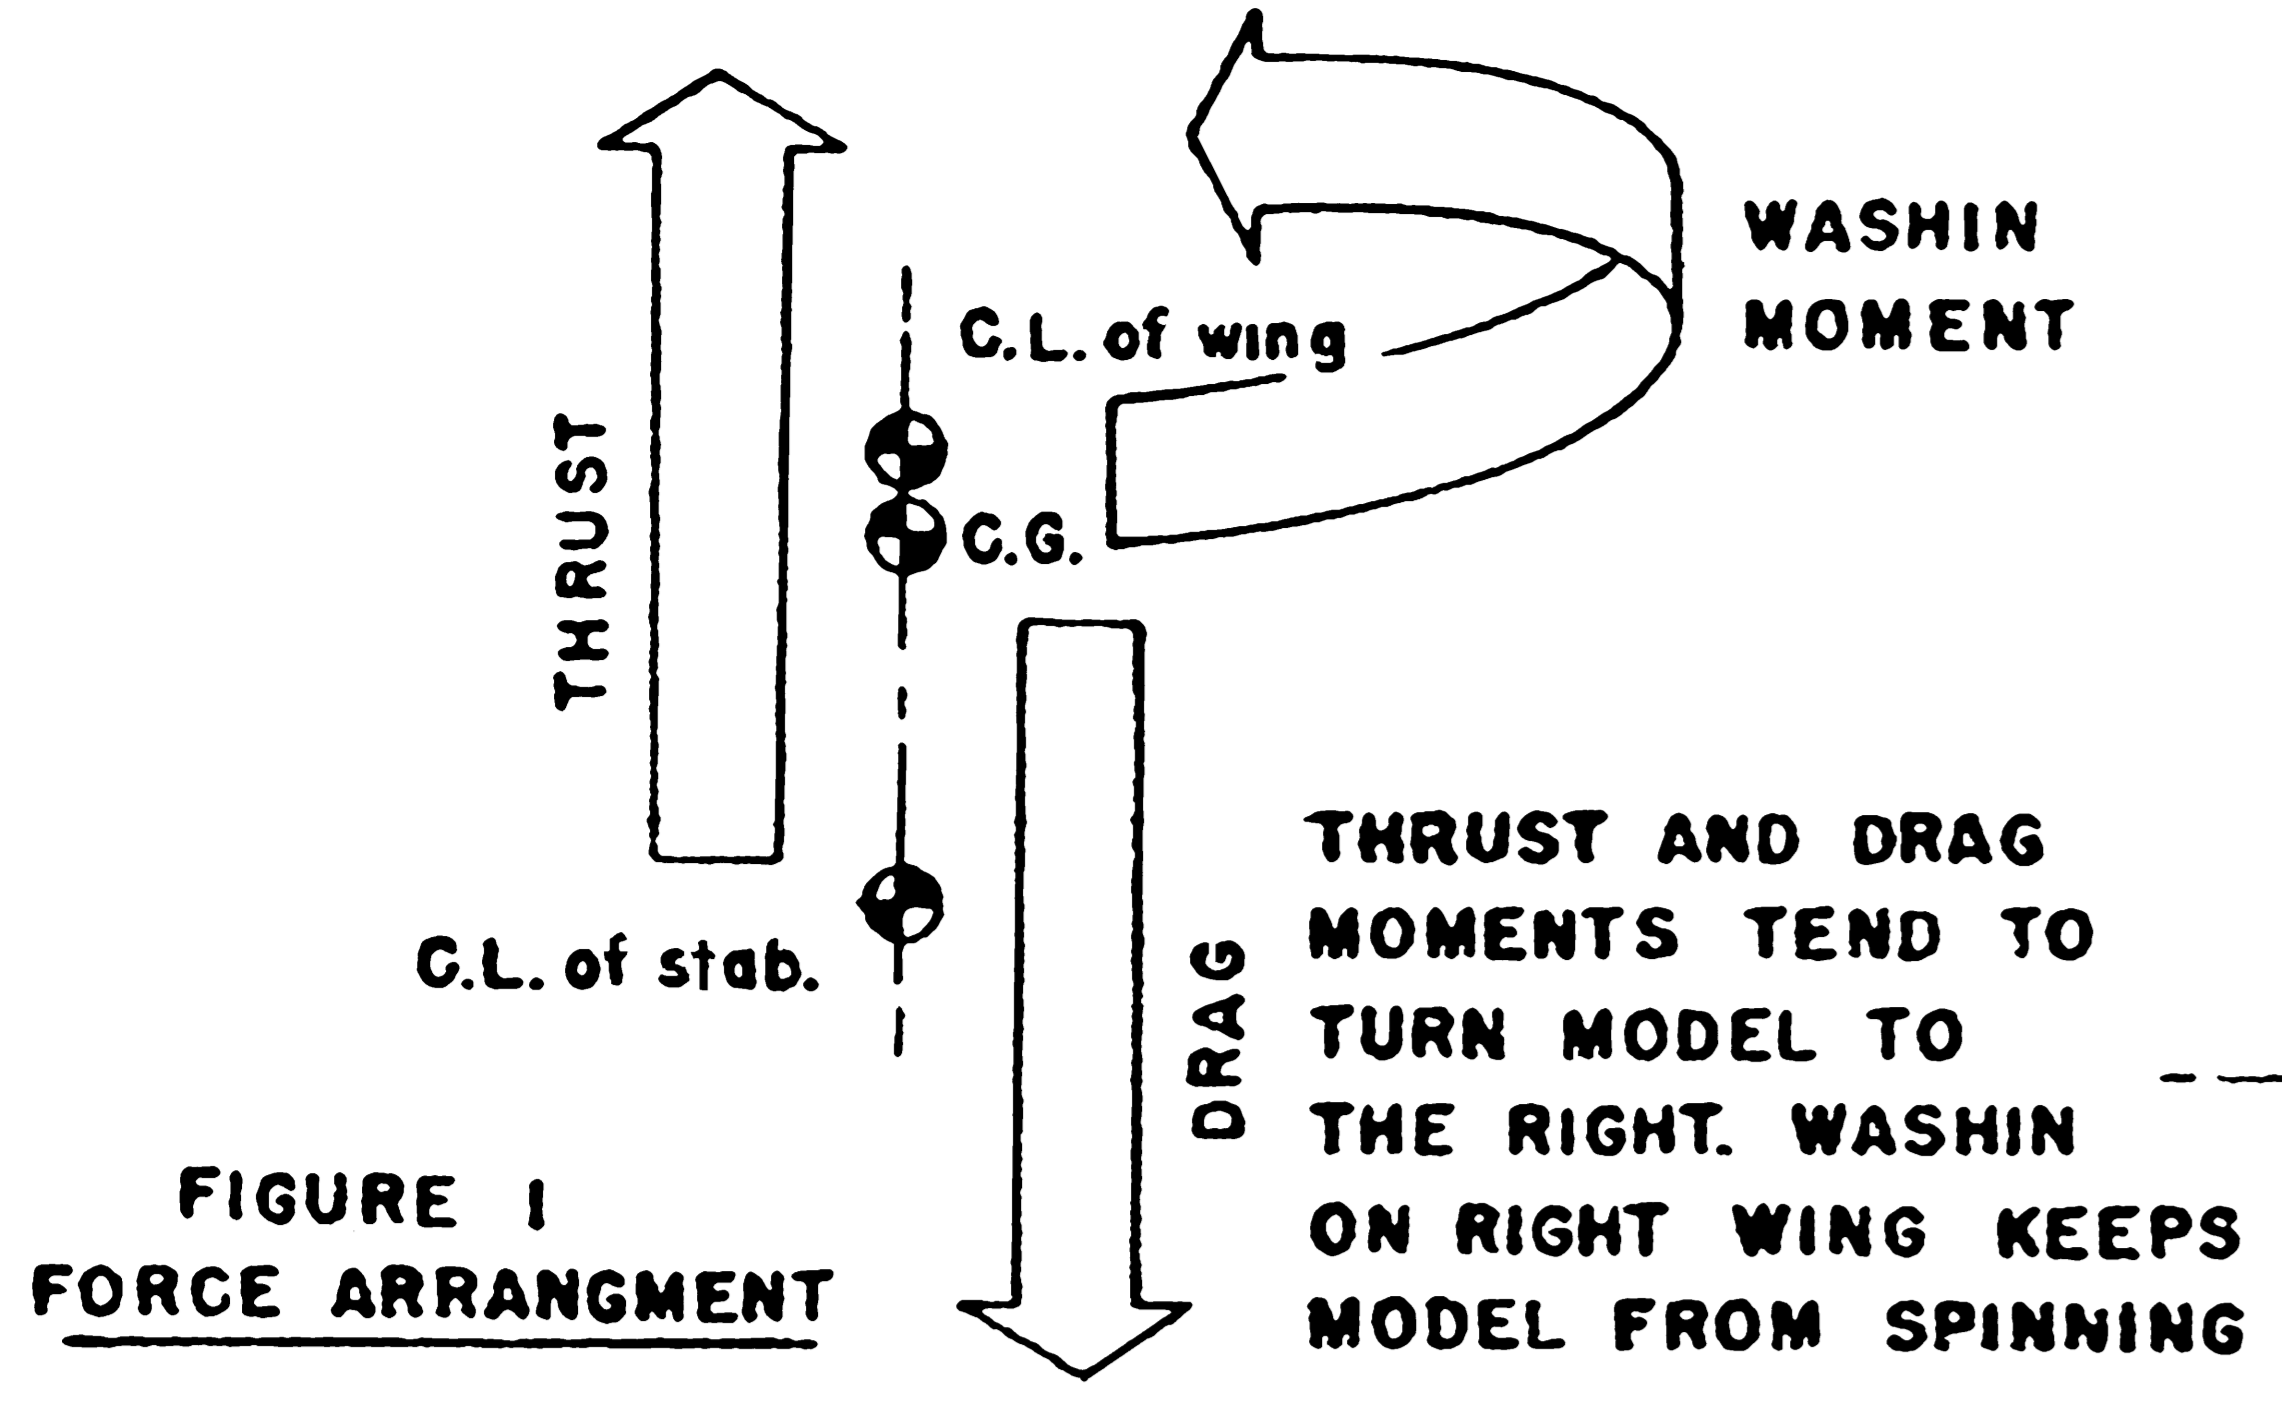 WASHIN
MOMENT
C.L. of wing
THRUST
C.G.
C.L. of stab.
DRAG
THRUST AND DRAG
MOMENTS TEND TO
TURN MODEL TO
THE RIGHT. WASHIN
ON RIGHT WING KEEPS
MODEL FROM SPINNING
FIGURE 1
FORCE ARRANGMENT